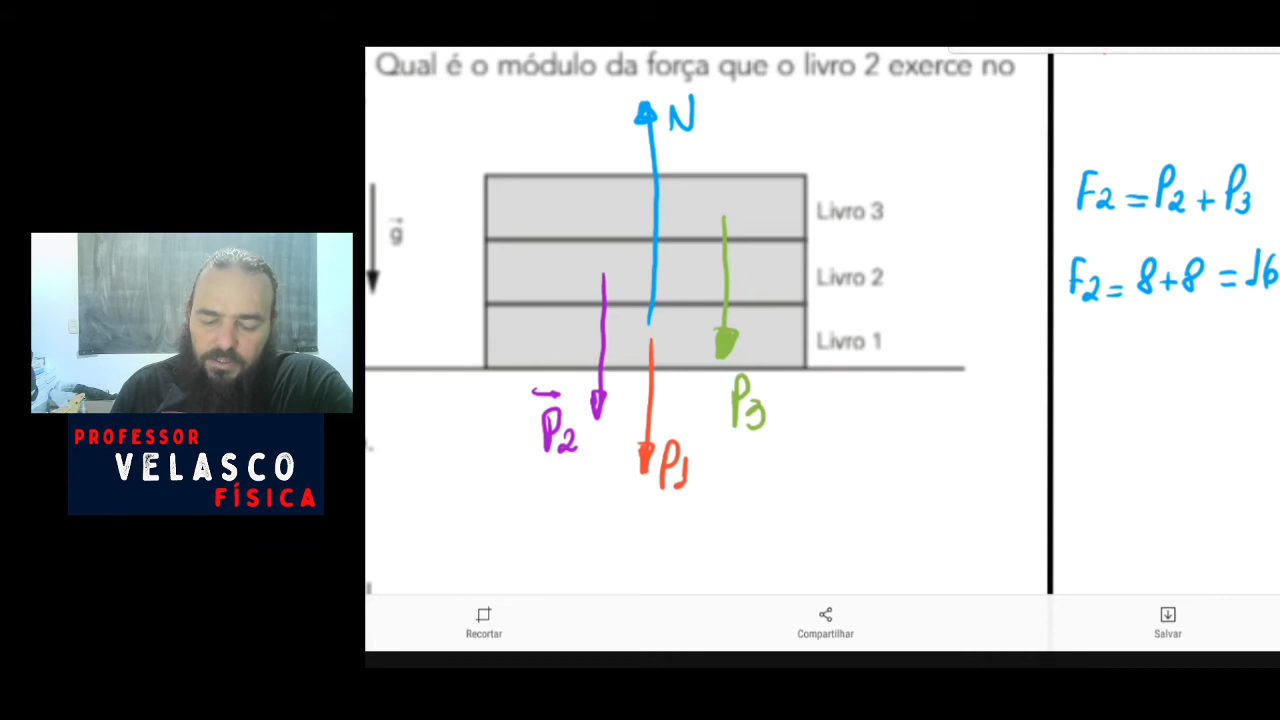 Qual é o módulo da força que o livro 2 exerce no
N
Livro 3
g
Livro 2
Livro 1
P2
P3
P1
F2 = P2 + P3
F2 = 8+8 = 16
PROFESSOR
VELASCO
FÍSICA
Recortar
Compartilhar
Salvar